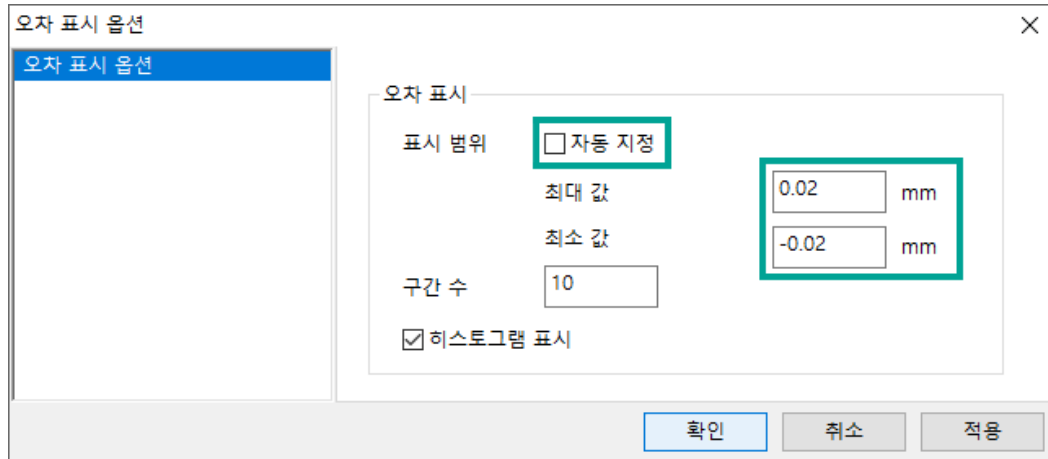 오차 표시 옵션
오차 표시 옵션
오차 표시
표시 범위 자동 지정
최대 값 0.02 mm
최소 값 -0.02 mm
구간 수 10
히스토그램 표시
확인 취소 적용